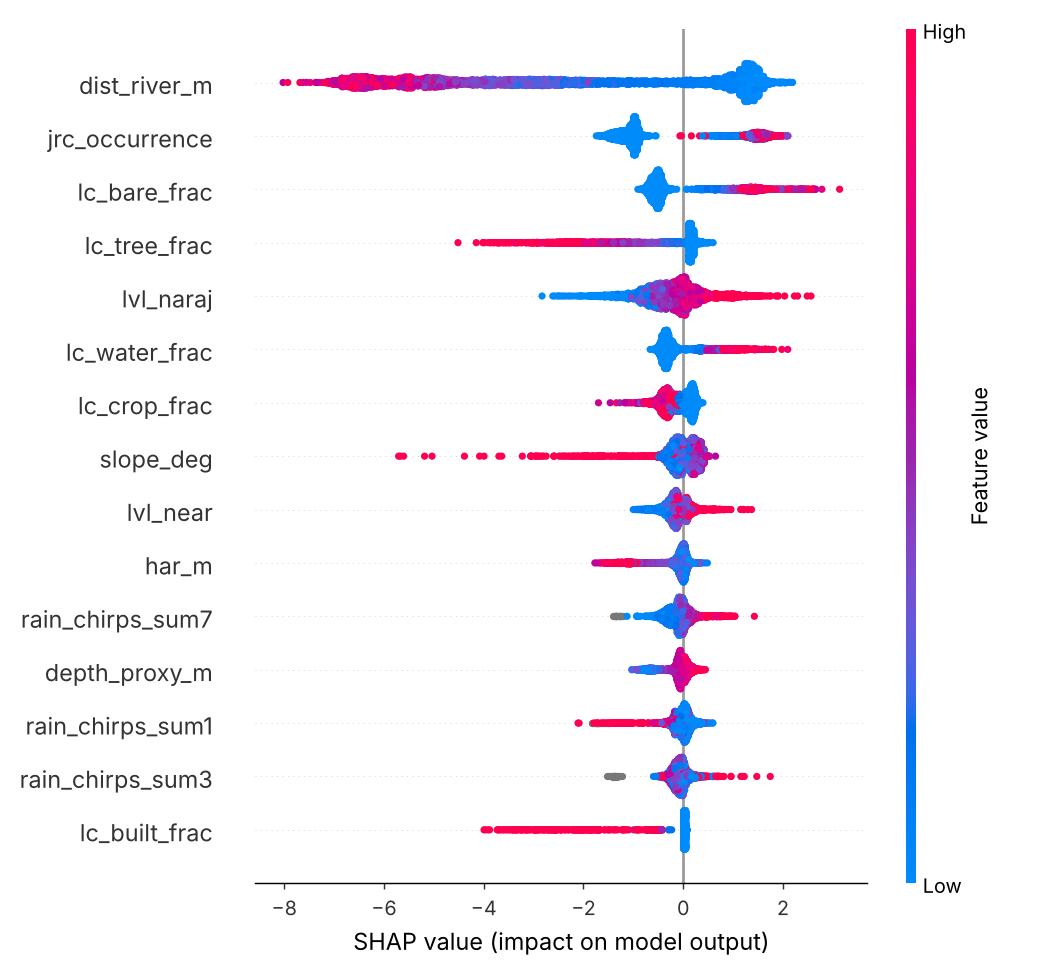 High
dist_river_m
jrc_occurrence
lc_bare_frac
lc_tree_frac
lvl_naraj
lc_water_frac
lc_crop_frac
slope_deg
lvl_near
har_m
rain_chirps_sum7
depth_proxy_m
rain_chirps_sum1
rain_chirps_sum3
lc_built_frac
Feature value
Low
−8 −6 −4 −2 0 2
SHAP value (impact on model output)